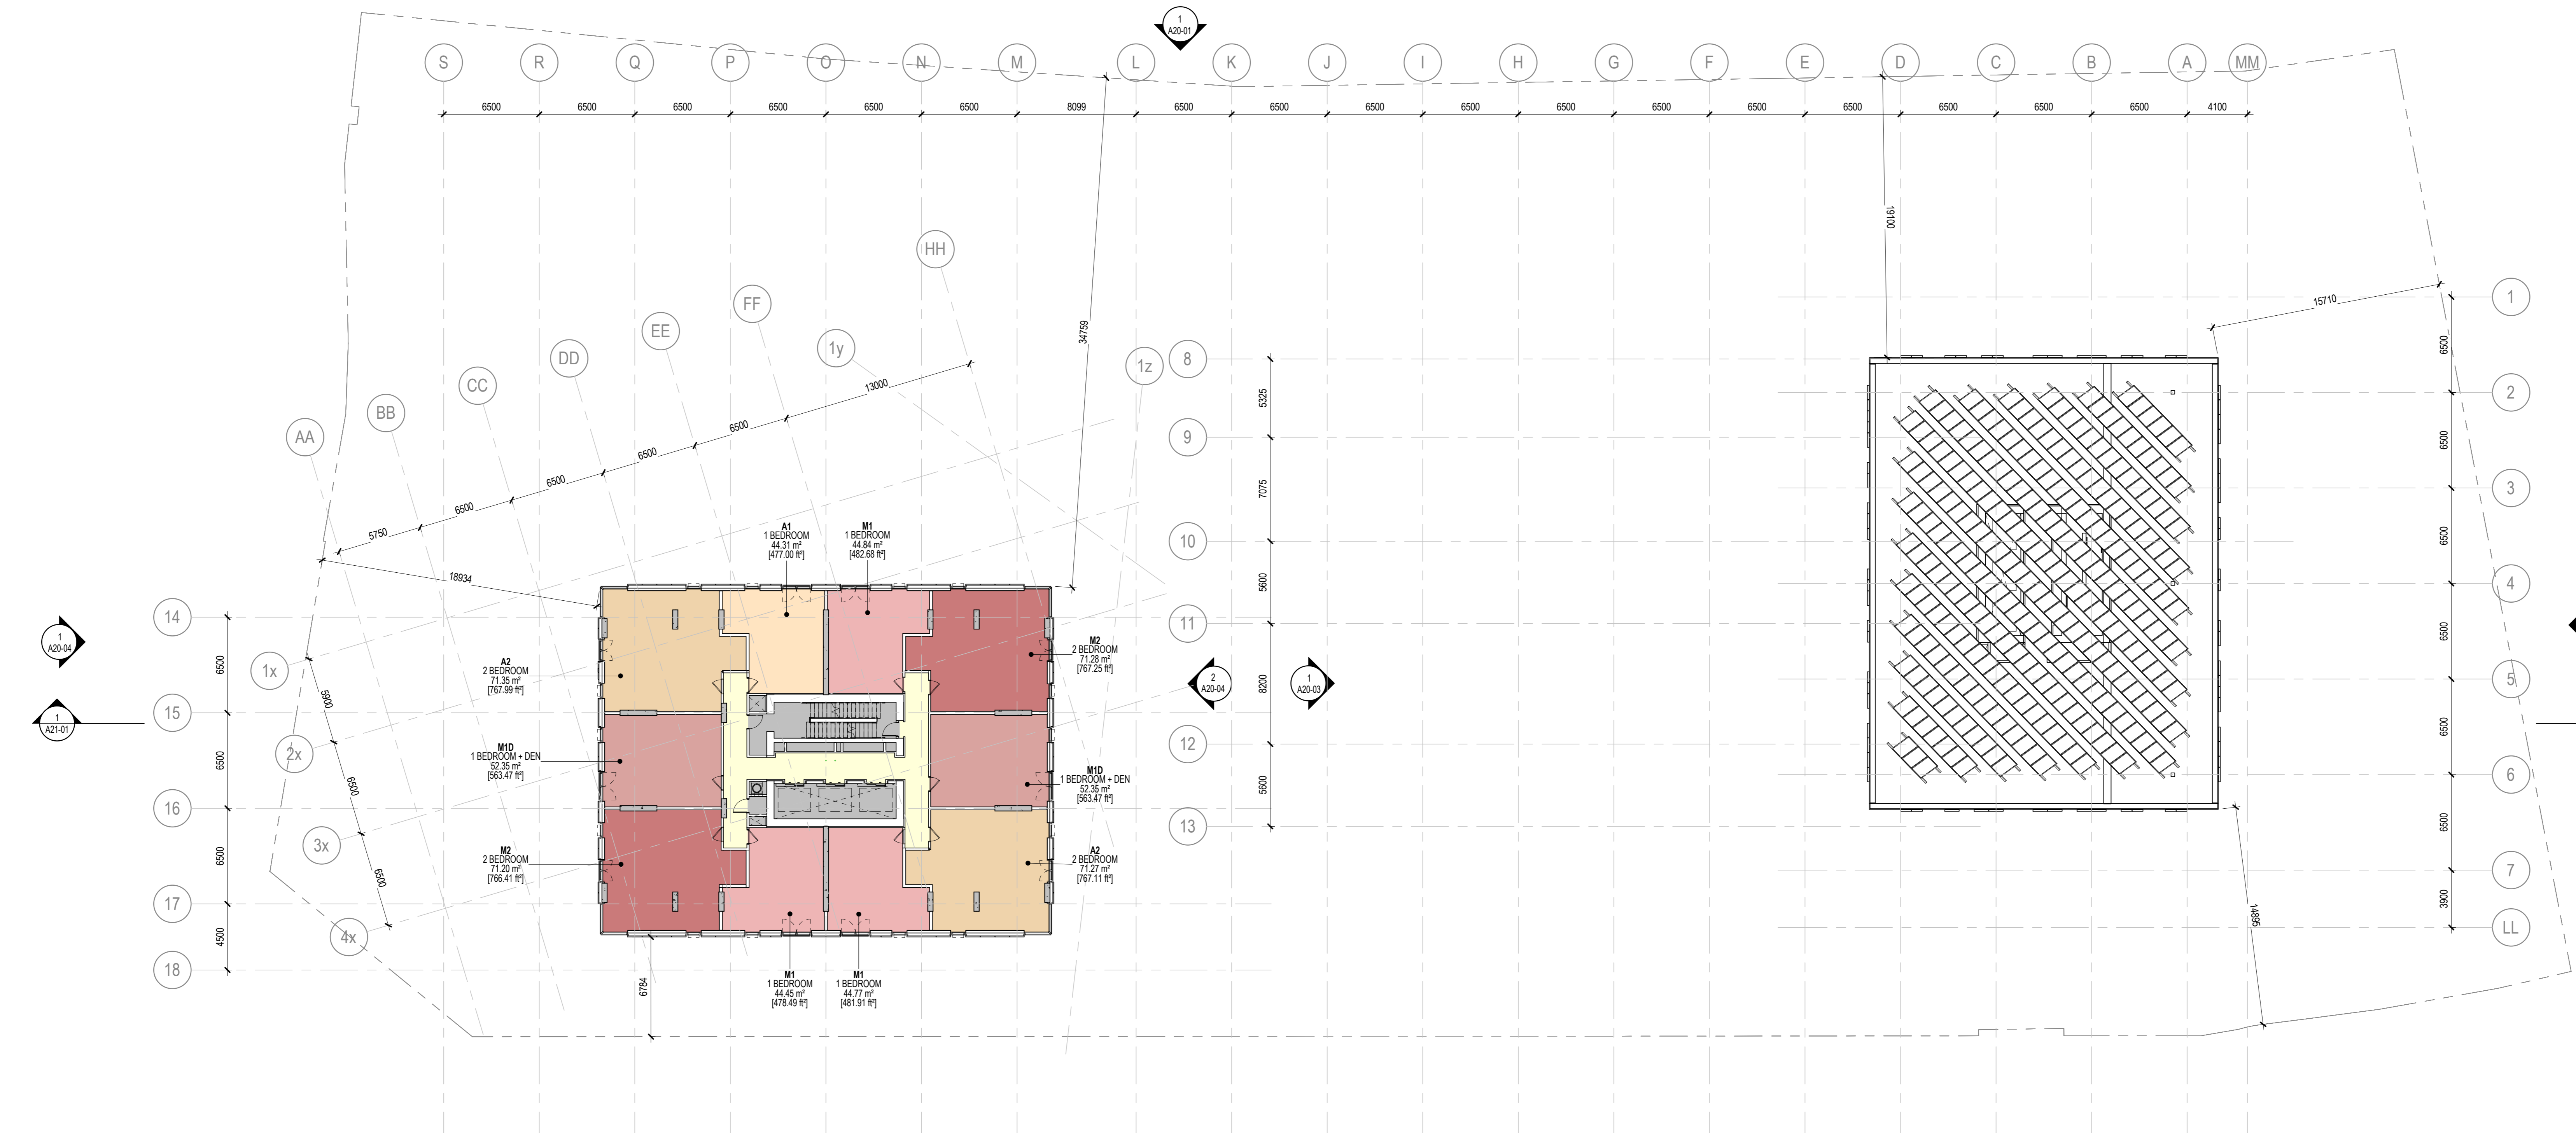 1
A20-01
S R Q P O N M L K J I H G F E D C B A MM
6500 6500 6500 6500 6500 6500 8099 6500 6500 6500 6500 6500 6500 6500 6500 6500 6500 6500 4100
19100
34759
15710
HH
FF
EE
1y
DD
1z
CC
BB
AA
13000
6500
6500
6500
6500
5750
18934
8
9
10
11
12
13
5325
7075
5600
8200
5600
1
2
3
4
5
6
7
LL
6500
6500
6500
6500
6500
6500
3900
14895
14
15
16
17
18
6500
6500
6500
4500
1x
2x
3x
4x
5900
6500
6500
6784
1
A20-04
1
A21-01
2
A20-04
1
A20-03
A1
1 BEDROOM
44.31 m²
[477.00 ft²]
M1
1 BEDROOM
44.84 m²
[482.68 ft²]
M2
2 BEDROOM
71.28 m²
[767.25 ft²]
A2
2 BEDROOM
71.35 m²
[767.99 ft²]
M1D
1 BEDROOM + DEN
52.35 m²
[563.47 ft²]
M1D
1 BEDROOM + DEN
52.35 m²
[563.47 ft²]
M2
2 BEDROOM
71.20 m²
[766.41 ft²]
A2
2 BEDROOM
71.27 m²
[767.11 ft²]
M1
1 BEDROOM
44.45 m²
[478.49 ft²]
M1
1 BEDROOM
44.77 m²
[481.91 ft²]